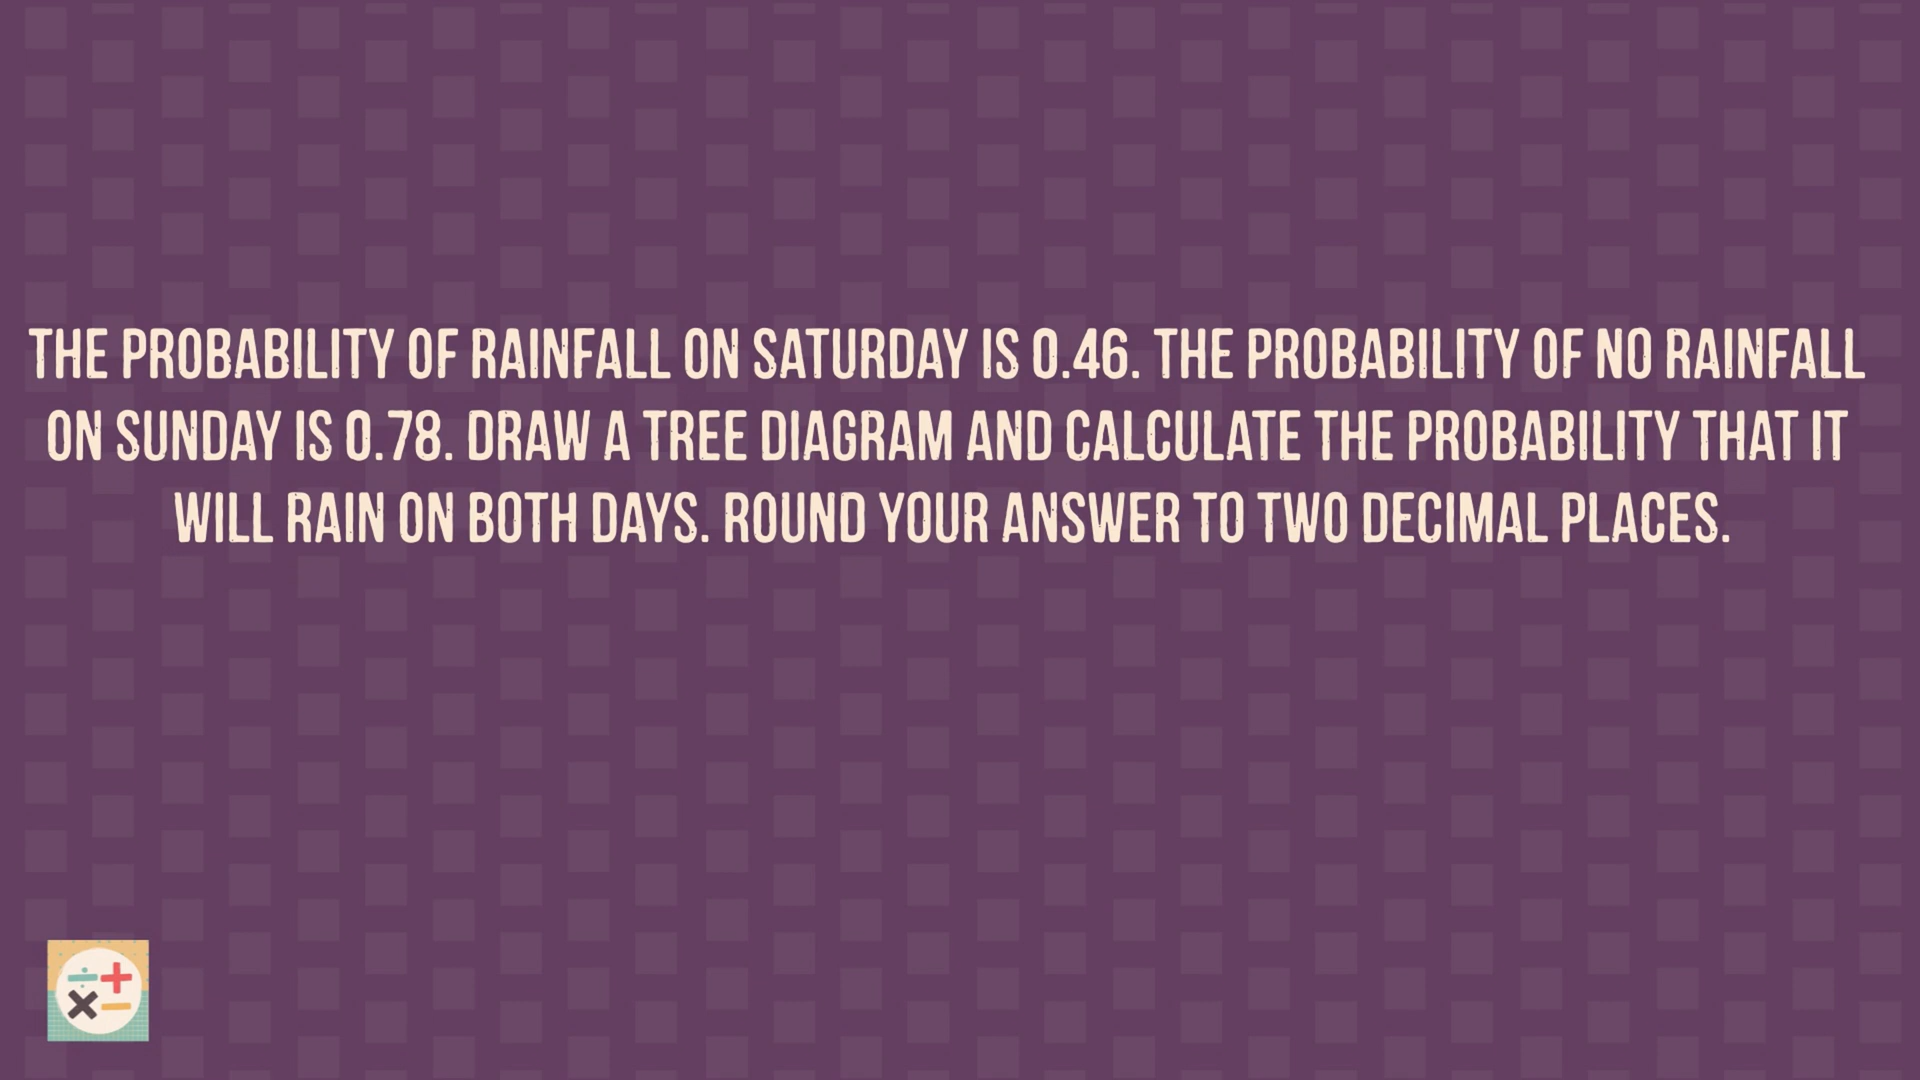 THE PROBABILITY OF RAINFALL ON SATURDAY IS 0.46. THE PROBABILITY OF NO RAINFALL
ON SUNDAY IS 0.78. DRAW A TREE DIAGRAM AND CALCULATE THE PROBABILITY THAT IT
WILL RAIN ON BOTH DAYS. ROUND YOUR ANSWER TO TWO DECIMAL PLACES.